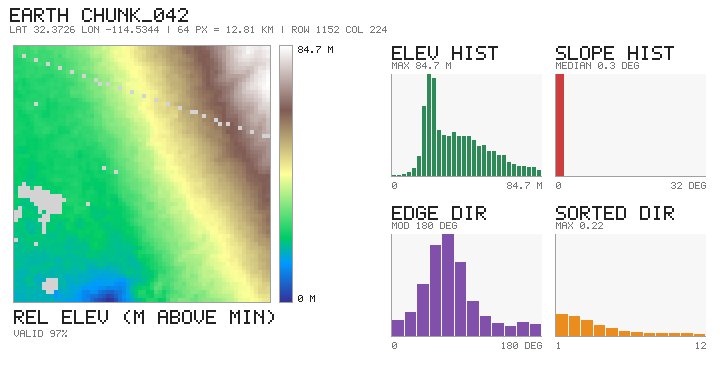 EARTH CHUNK_042
LAT 32.3726 LON -114.5344 | 64 PX = 12.81 KM | ROW 1152 COL 224
84.7 M
0 M
REL ELEV (M ABOVE MIN)
VALID 97%
ELEV HIST
MAX 84.7 M
0 84.7 M
SLOPE HIST
MEDIAN 0.3 DEG
0 32 DEG
EDGE DIR
MOD 180 DEG
0 180 DEG
SORTED DIR
MAX 0.22
1 12